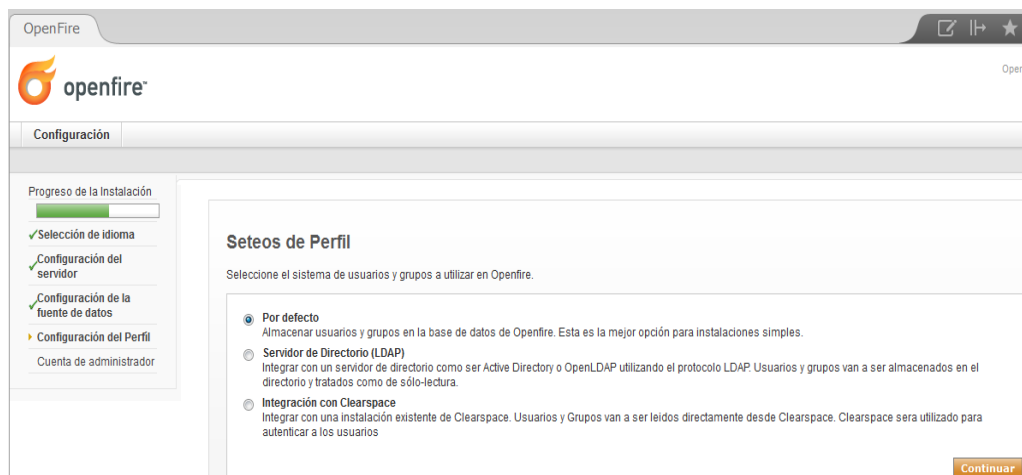 OpenFire
openfire™
Configuración
Progreso de la Instalación
Selección de idioma
Configuración del
servidor
Configuración de la
fuente de datos
Configuración del Perfil
Cuenta de administrador
Seteos de Perfil
Seleccione el sistema de usuarios y grupos a utilizar en Openfire.
Por defecto
Almacenar usuarios y grupos en la base de datos de Openfire. Esta es la mejor opción para instalaciones simples.
Servidor de Directorio (LDAP)
Integrar con un servidor de directorio como ser Active Directory o OpenLDAP utilizando el protocolo LDAP. Usuarios y grupos van a ser almacenados en el
directorio y tratados como de sólo-lectura.
Integración con Clearspace
Integrar con una instalación existente de Clearspace. Usuarios y Grupos van a ser leidos directamente desde Clearspace. Clearspace sera utilizado para
autenticar a los usuarios
Continuar